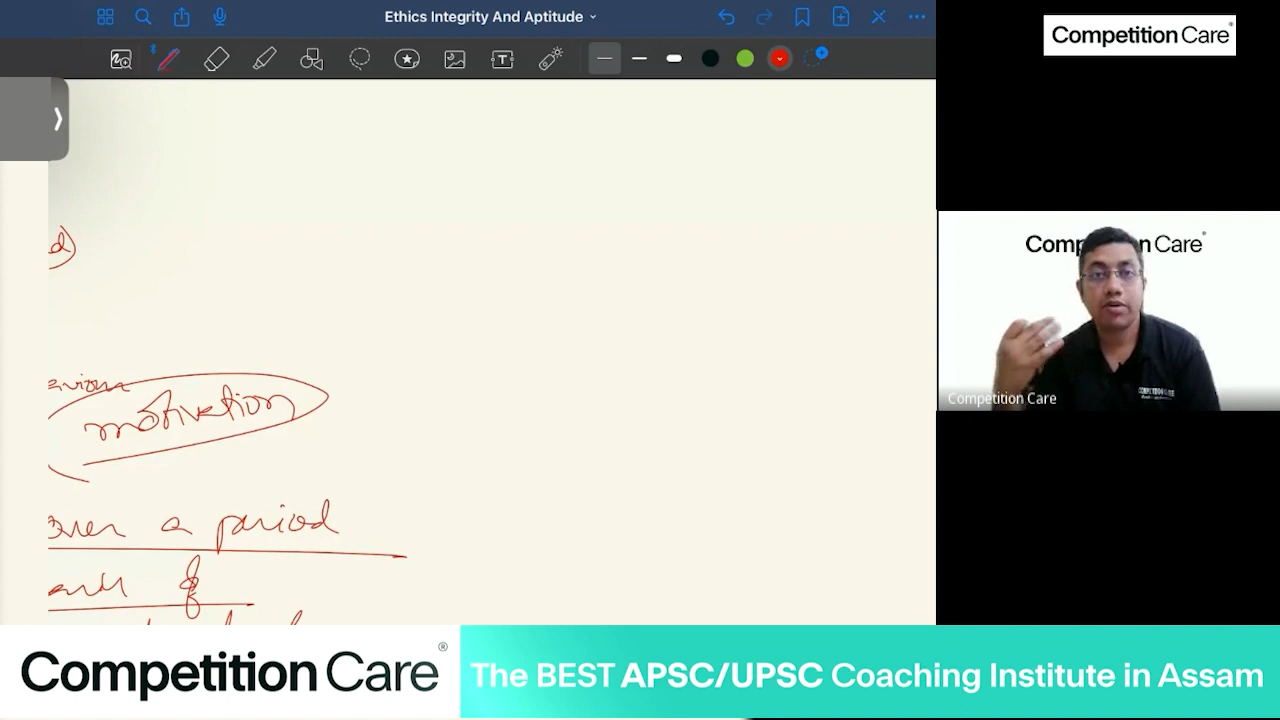 Ethics Integrity And Aptitude
Competition Care
d)
Competition Care
motivation
Competition Care
over a period
Competition Care®
The BEST APSC/UPSC Coaching Institute in Assam